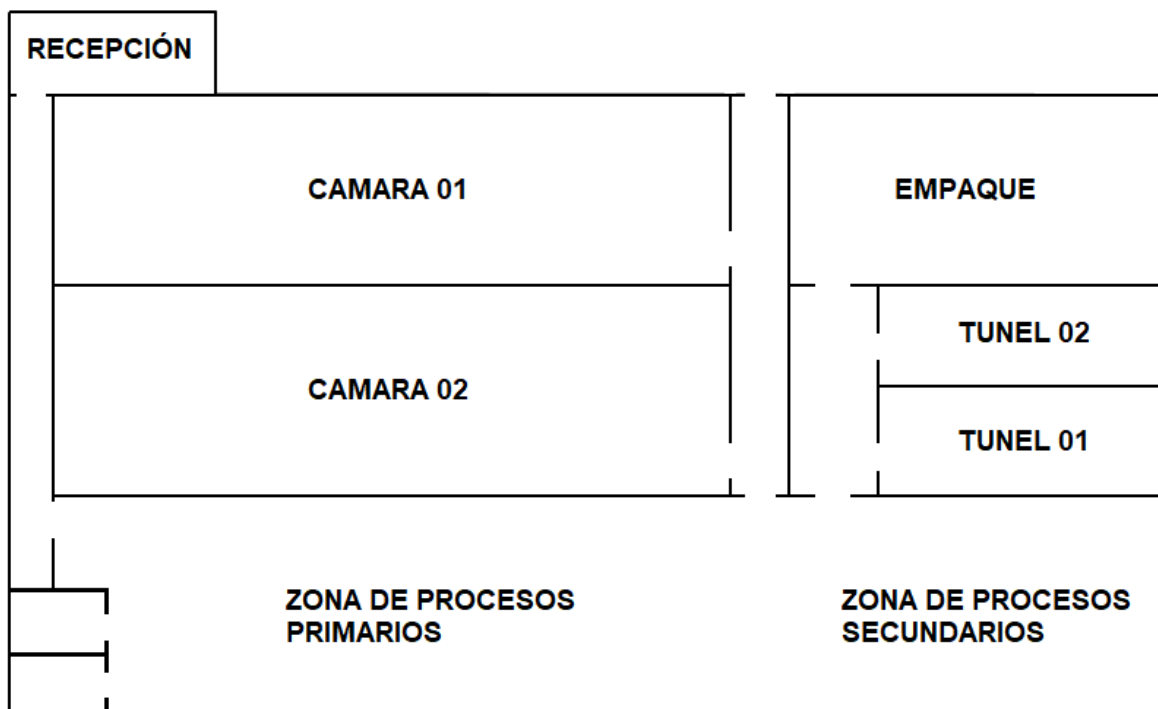 RECEPCIÓN
CAMARA 01
EMPAQUE
TUNEL 02
CAMARA 02
TUNEL 01
ZONA DE PROCESOS
PRIMARIOS
ZONA DE PROCESOS
SECUNDARIOS